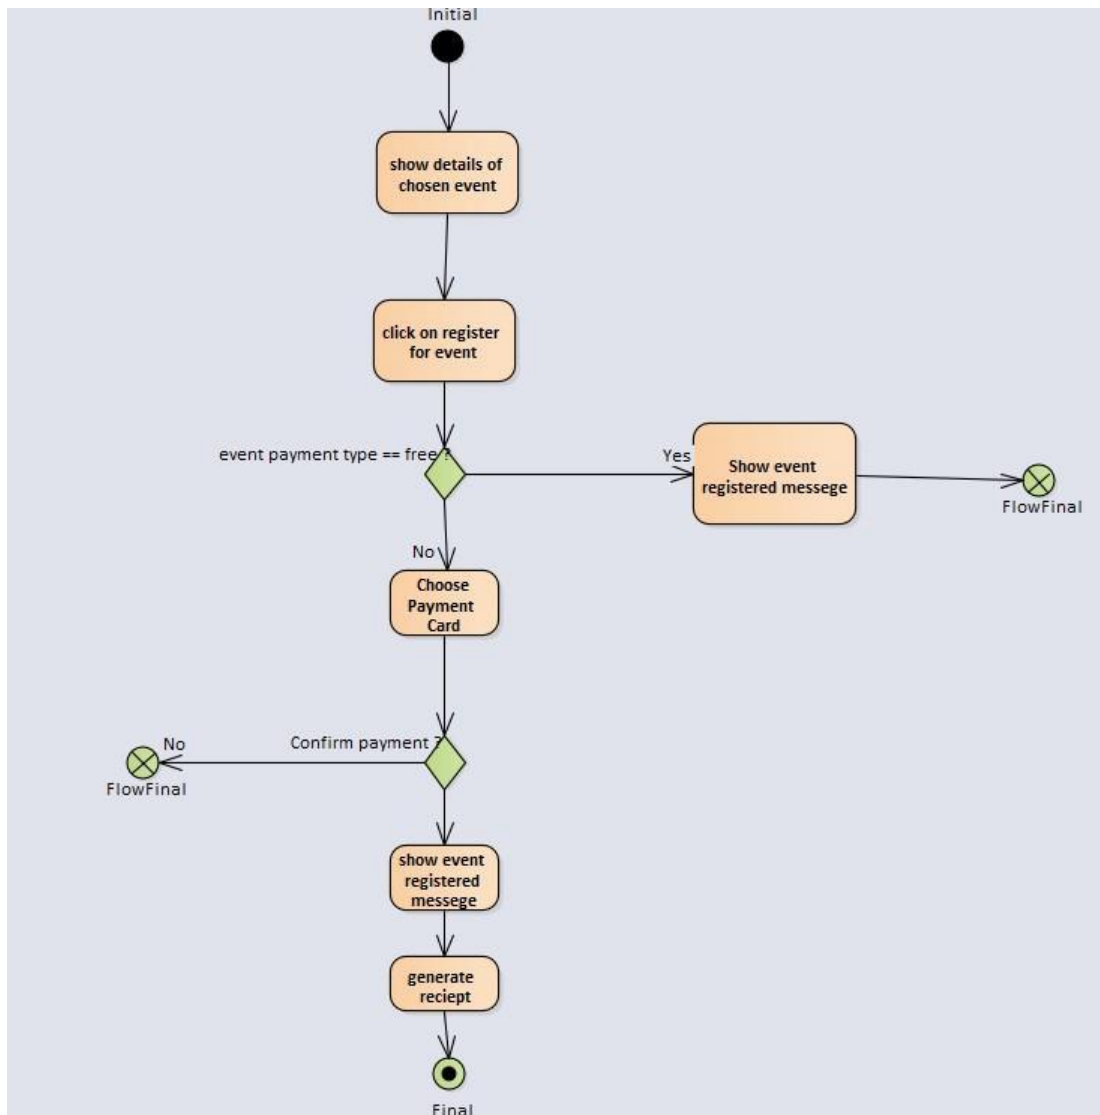 Initial
show details of
chosen event
click on register
for event
event payment type == free ?
Yes
Show event
registered messege
FlowFinal
No
Choose
Payment
Card
Confirm payment ?
No
FlowFinal
show event
registered
messege
generate
reciept
Final